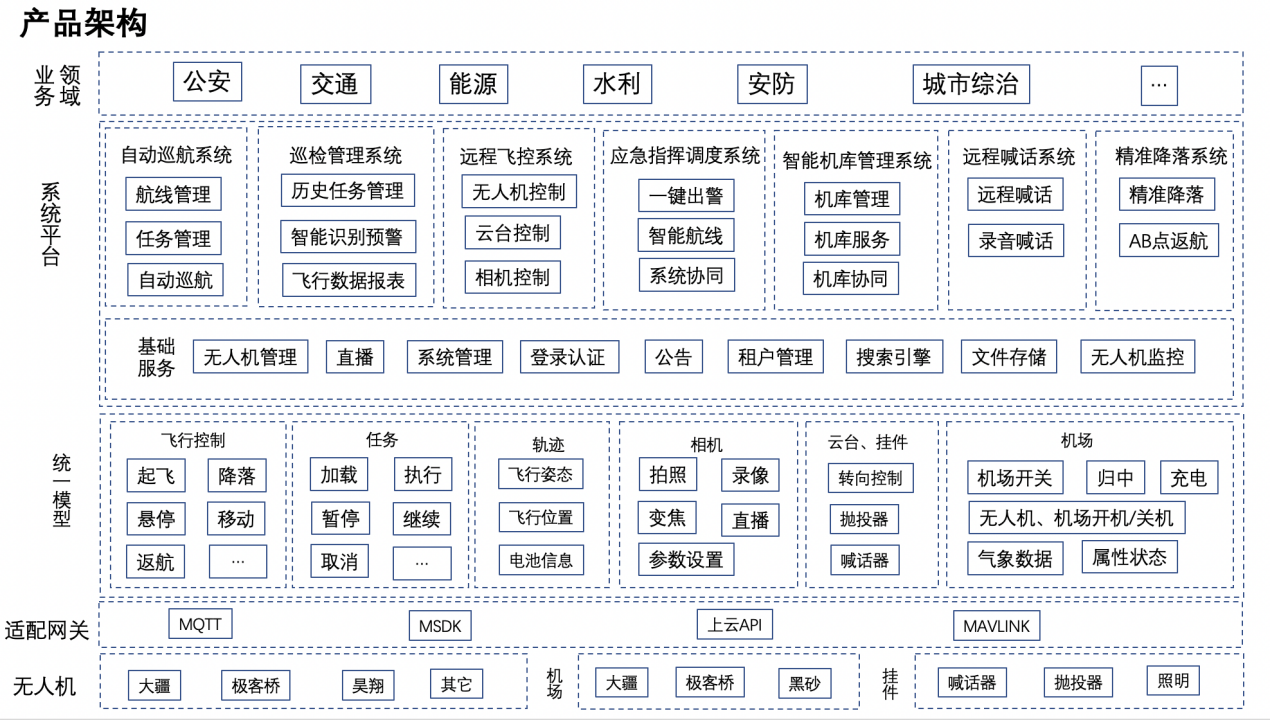 产品架构
业务领域
公安
交通
能源
水利
安防
城市综治
...
系统平台
自动巡航系统
航线管理
任务管理
自动巡航
巡检管理系统
历史任务管理
智能识别预警
飞行数据报表
远程飞控系统
无人机控制
云台控制
相机控制
应急指挥调度系统
一键出警
智能航线
系统协同
智能机库管理系统
机库管理
机库服务
机库协同
远程喊话系统
远程喊话
录音喊话
精准降落系统
精准降落
AB点返航
基础
服务
无人机管理
直播
系统管理
登录认证
公告
租户管理
搜索引擎
文件存储
无人机监控
统一模型
飞行控制
起飞
降落
悬停
移动
返航
...
任务
加载
执行
暂停
继续
取消
...
轨迹
飞行姿态
飞行位置
电池信息
相机
拍照
录像
变焦
直播
参数设置
云台、挂件
转向控制
抛投器
喊话器
机场
机场开关
归中
充电
无人机、机场开机/关机
气象数据
属性状态
适配网关
MQTT
MSDK
上云API
MAVLINK
无人机
大疆
极客桥
昊翔
其它
机场
大疆
极客桥
黑砂
挂件
喊话器
抛投器
照明